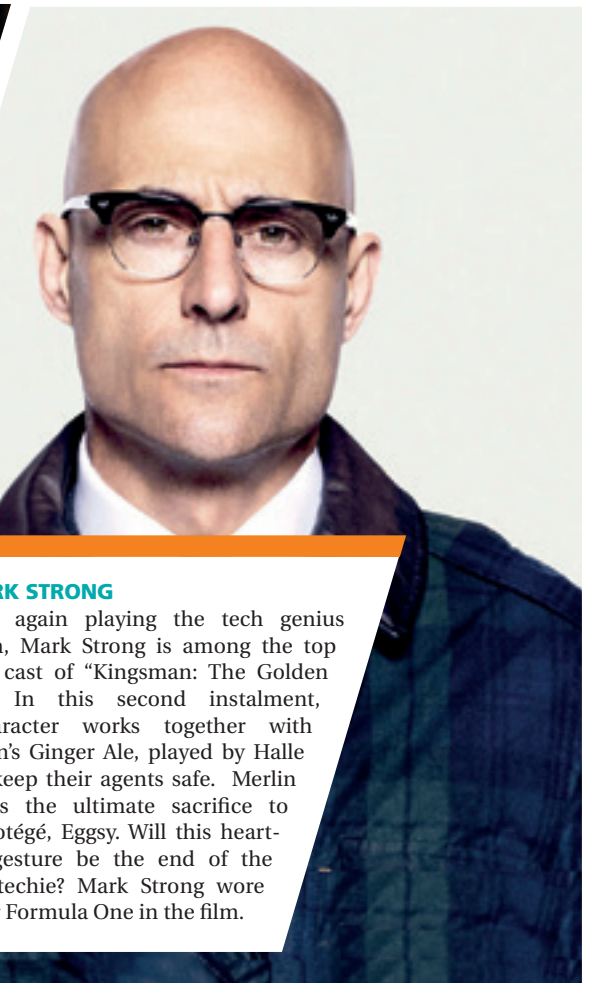 RK STRONG
again playing the tech genius
, Mark Strong is among the top
cast of “Kingsman: The Golden
In this second instalment,
racter works together with
n’s Ginger Ale, played by Halle
keep their agents safe. Merlin
s the ultimate sacrifice to
otégé, Eggsy. Will this heart-
gesture be the end of the
techie? Mark Strong wore
Formula One in the film.